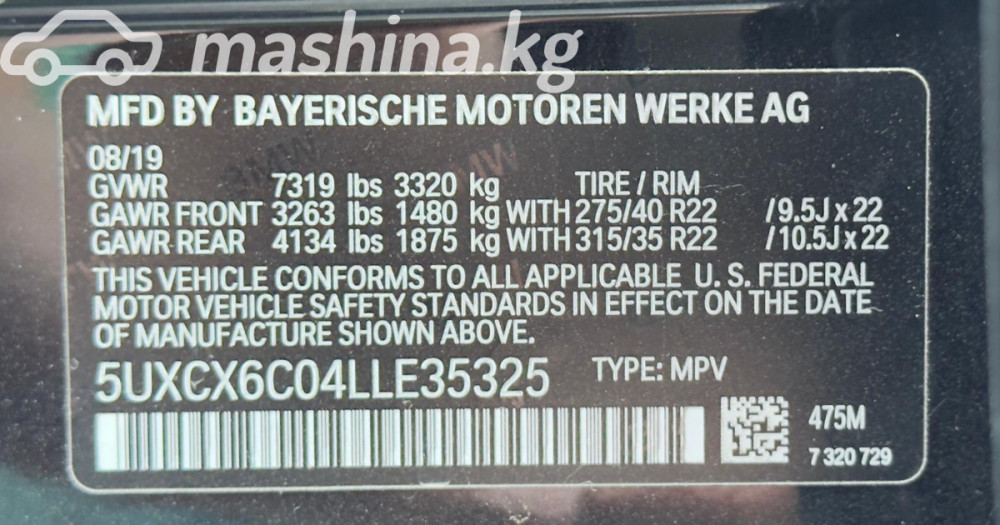 mashina.kg
MFD BY BAYERISCHE MOTOREN WERKE AG
08/19
GVWR 7319 lbs 3320 kg TIRE / RIM
GAWR FRONT 3263 lbs 1480 kg WITH 275/40 R22 /9.5J x 22
GAWR REAR 4134 lbs 1875 kg WITH 315/35 R22 /10.5J x 22
THIS VEHICLE CONFORMS TO ALL APPLICABLE U. S. FEDERAL
MOTOR VEHICLE SAFETY STANDARDS IN EFFECT ON THE DATE
OF MANUFACTURE SHOWN ABOVE.
5UXCX6C04LLE35325 TYPE: MPV
475M
7 320 729